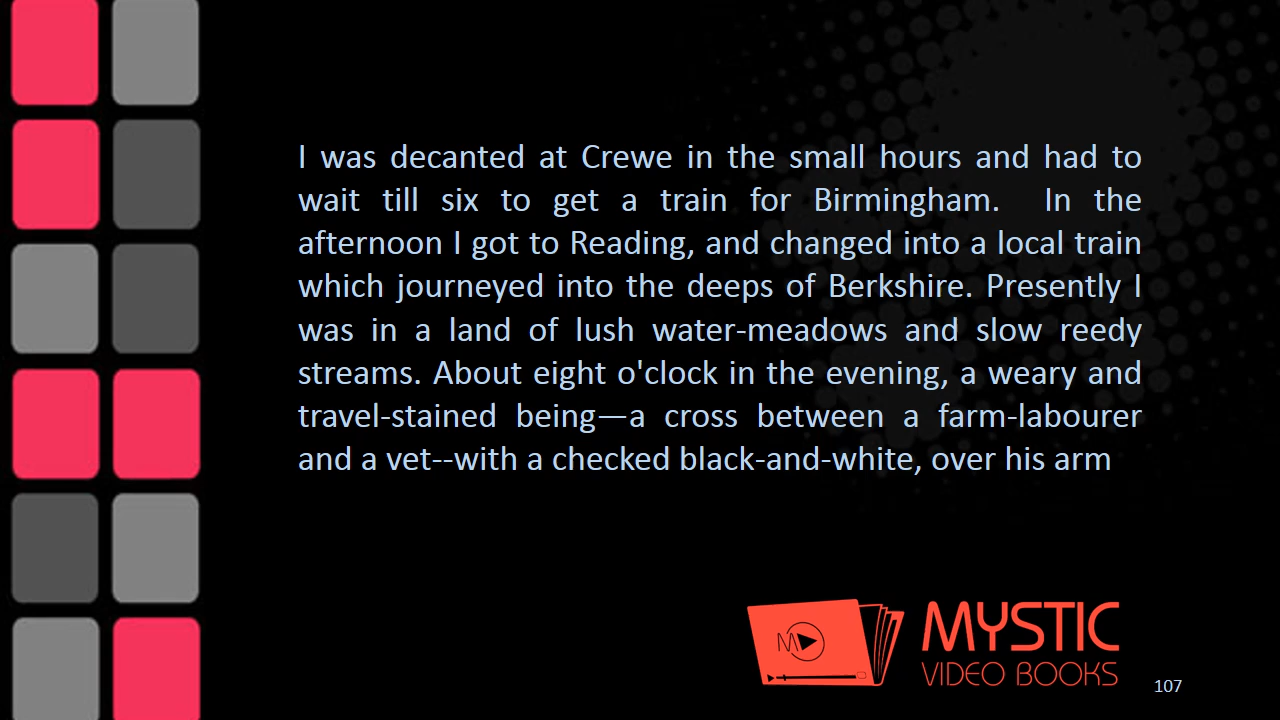 I was decanted at Crewe in the small hours and had to
wait till six to get a train for Birmingham. In the
afternoon I got to Reading, and changed into a local train
which journeyed into the deeps of Berkshire. Presently I
was in a land of lush water-meadows and slow reedy
streams. About eight o'clock in the evening, a weary and
travel-stained being—a cross between a farm-labourer
and a vet--with a checked black-and-white, over his arm
M
MYSTIC
VIDEO BOOKS
107